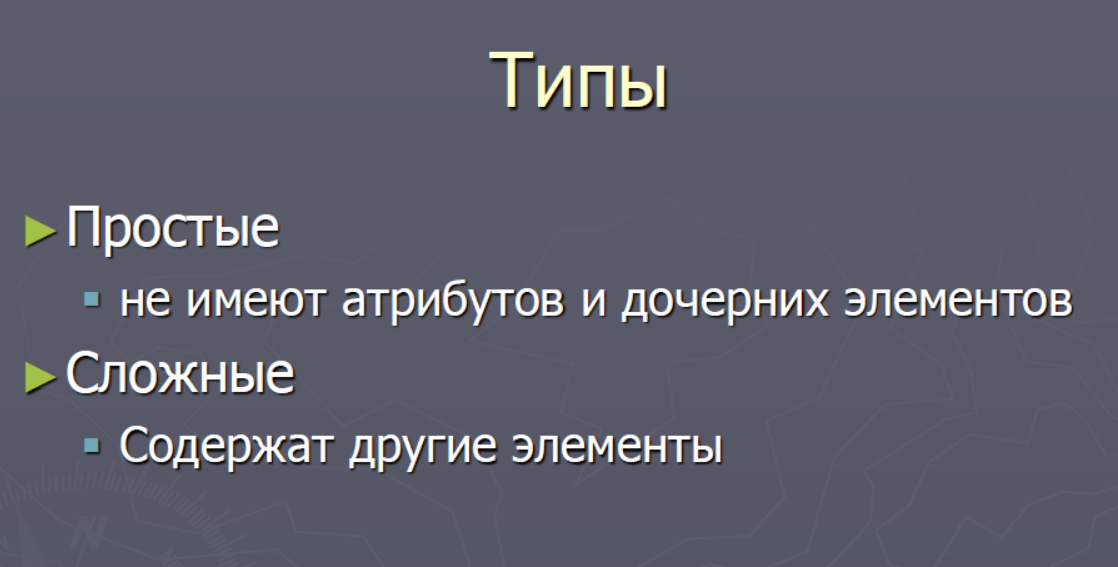 Типы
Простые
не имеют атрибутов и дочерних элементов
Сложные
Содержат другие элементы
N